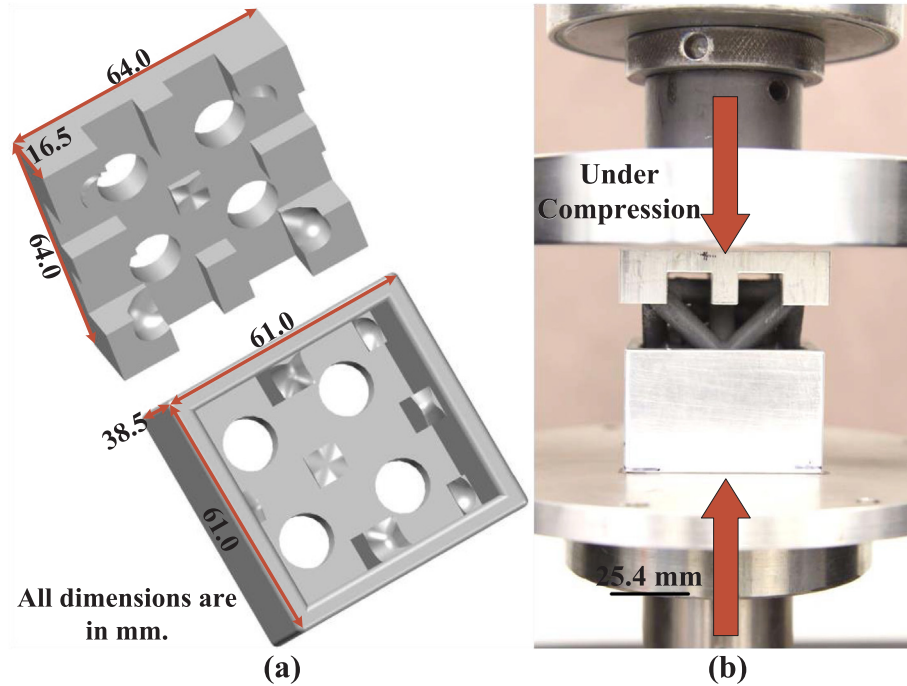 64.0
16.5
64.0
61.0
38.5
61.0
All dimensions are
in mm.
(a)
Under
Compression
25.4 mm
(b)